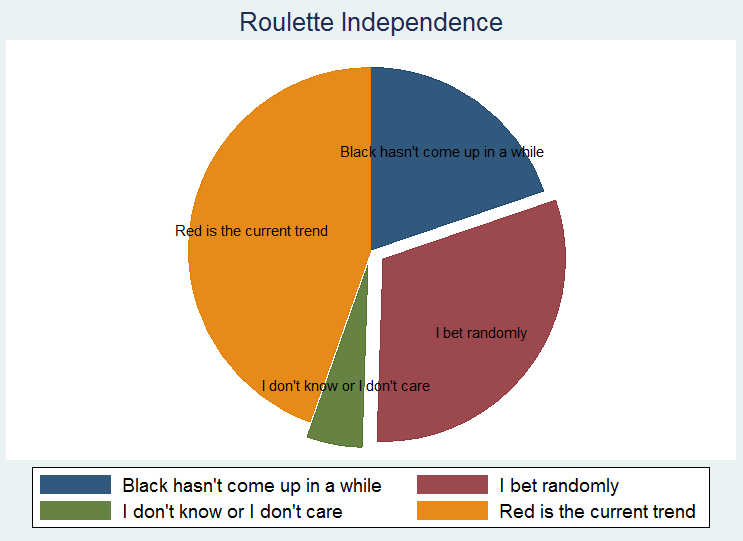 Roulette Independence
Black hasn't come up in a while
Red is the current trend
I bet randomly
I don't know or I don't care
Black hasn't come up in a while
I bet randomly
I don't know or I don't care
Red is the current trend